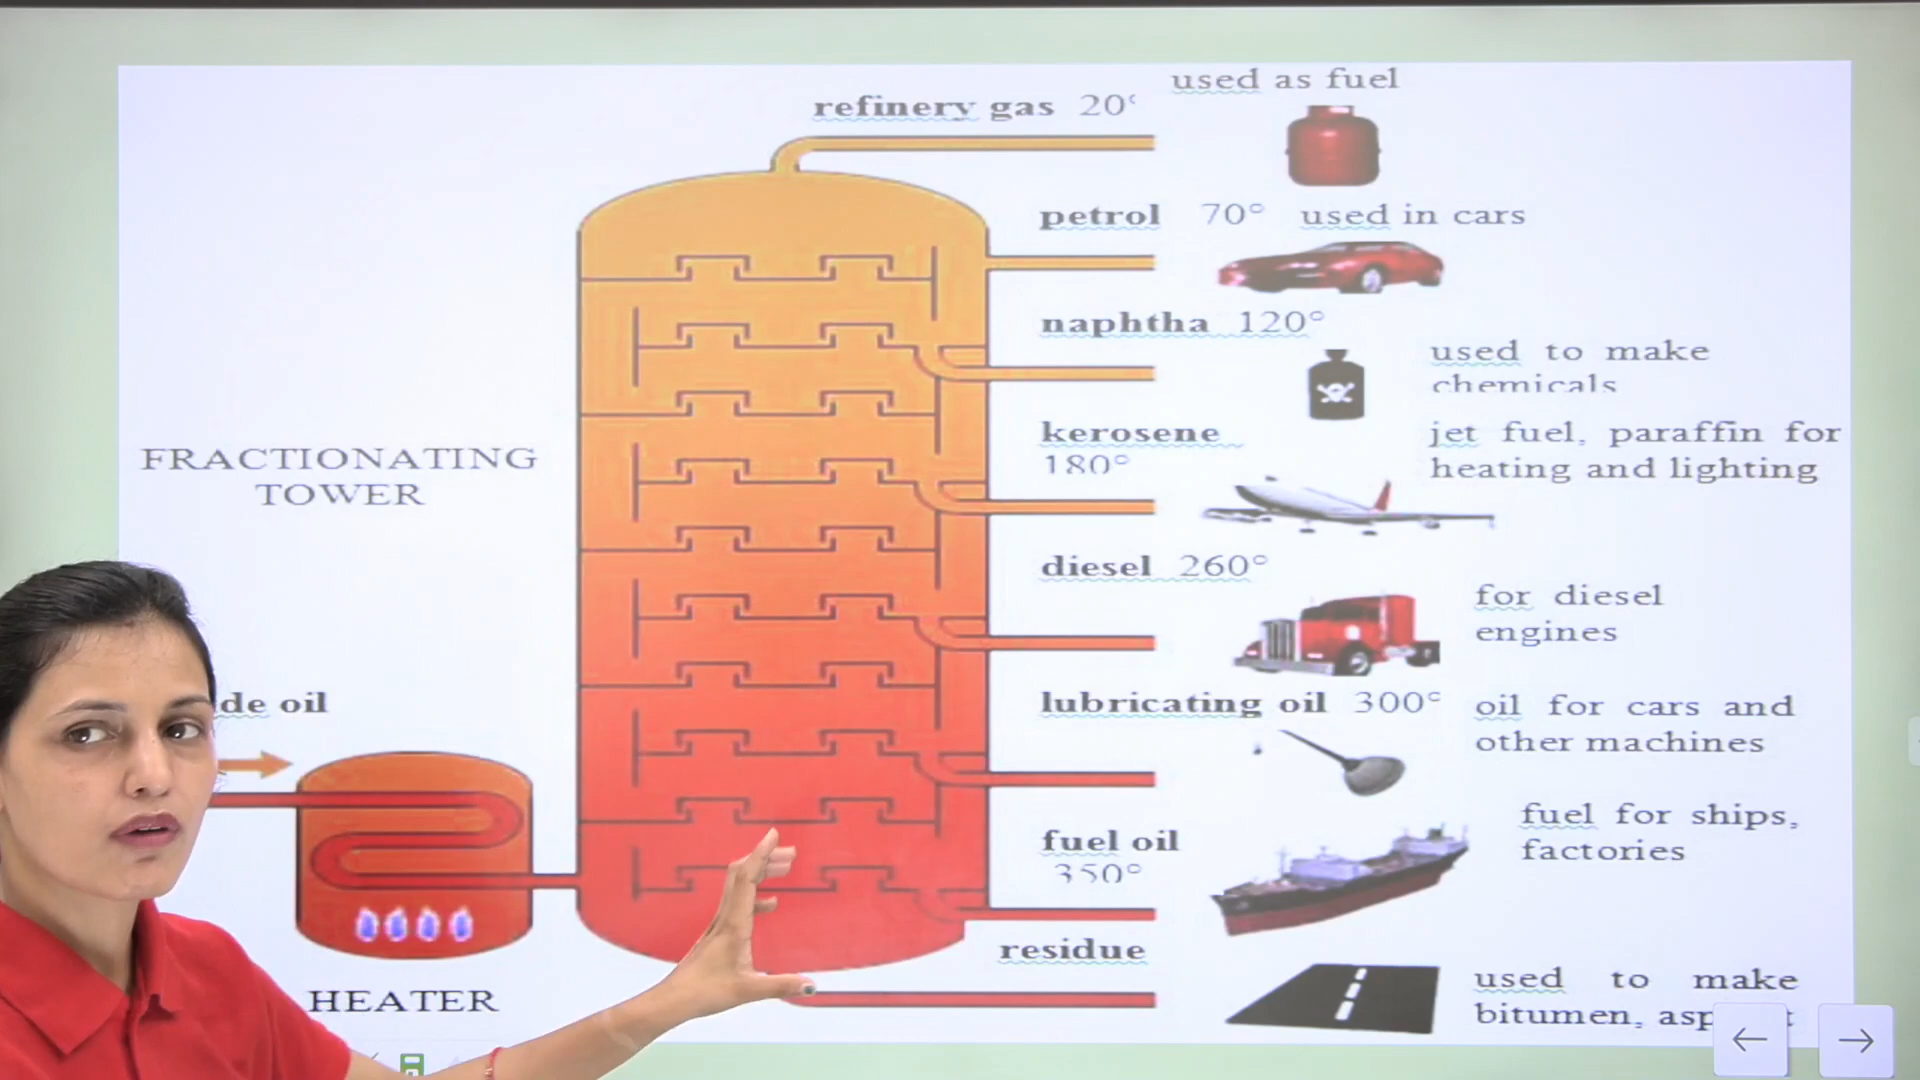 used as fuel
refinery gas 20°
petrol 70° used in cars
naphtha 120°
used to make
chemicals
kerosene
180°
jet fuel, paraffin for
heating and lighting
FRACTIONATING
TOWER
diesel 260°
for diesel
engines
lubricating oil 300°
oil for cars and
other machines
oil
fuel oil
350°
fuel for ships,
factories
residue
HEATER
used to make
bitumen,